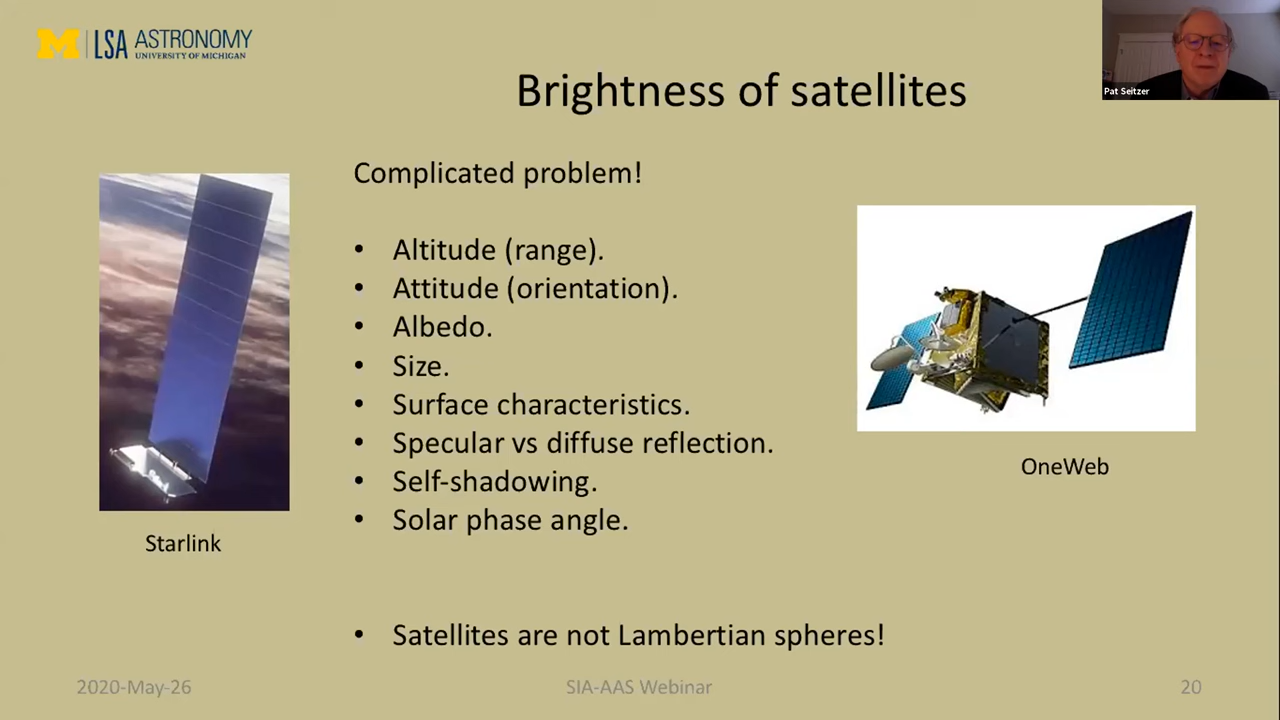 M LSA ASTRONOMY
UNIVERSITY OF MICHIGAN
Pat Seitzer
Brightness of satellites
Complicated problem!
• Altitude (range).
• Attitude (orientation).
• Albedo.
• Size.
• Surface characteristics.
• Specular vs diffuse reflection.
• Self-shadowing.
• Solar phase angle.
Starlink
OneWeb
• Satellites are not Lambertian spheres!
2020-May-26
SIA-AAS Webinar
20